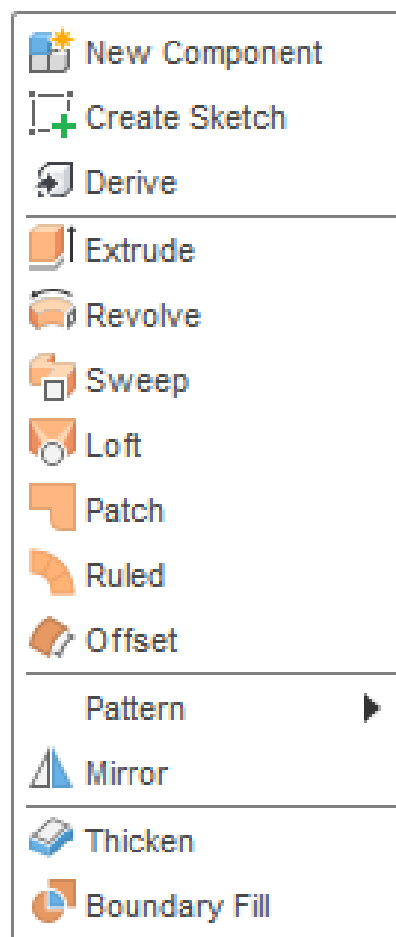 New Component
Create Sketch
Derive
Extrude
Revolve
Sweep
Loft
Patch
Ruled
Offset
Pattern
Mirror
Thicken
Boundary Fill